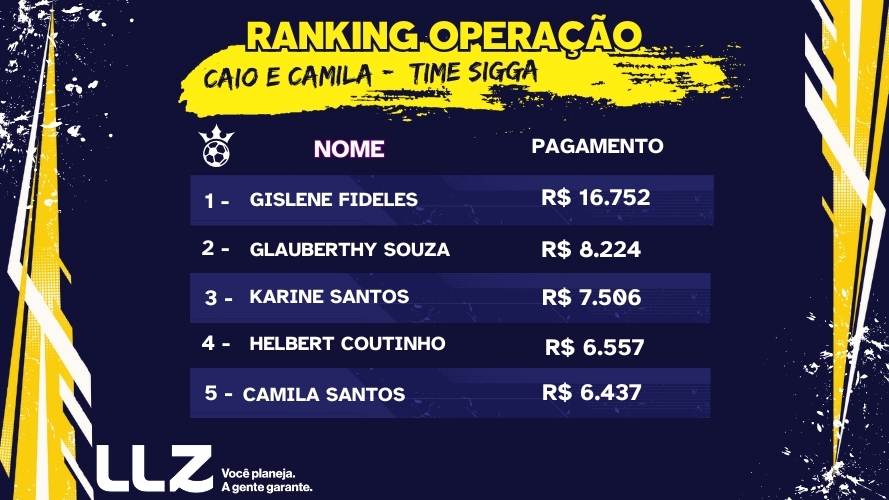 RANKING OPERAÇÃO
CAIO E CAMILA - TIME SIGGA
NOME PAGAMENTO
1 - GISLENE FIDELES R$ 16.752
2 - GLAUBERTHY SOUZA R$ 8.224
3 - KARINE SANTOS R$ 7.506
4 - HELBERT COUTINHO R$ 6.557
5 - CAMILA SANTOS R$ 6.437
LLZ
Você planeja.
A gente garante.